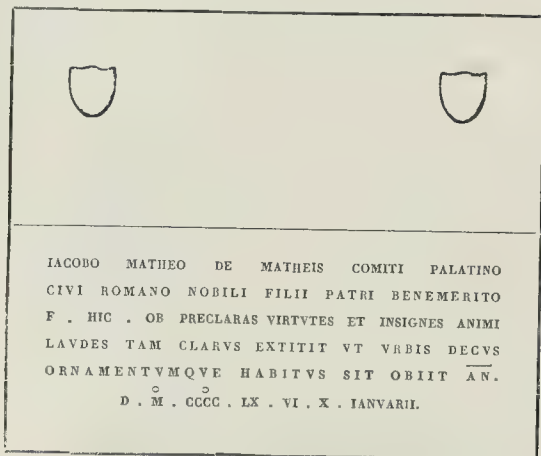 IACOBO MATHEO DE MATHEIS COMITI PALATINO
CIVI ROMANO NOBILI FILII PATRI BENEMERITO
F . HIC . OB PRECLARAS VIRTVTES ET INSIGNES ANIMI
LAVDES TAM CLARVS EXTITIT VT VRBIS DECVS
ORNAMENTVMQVE HABITVS SIT OBIIT A̅N̅.
D . M̊ . CCCC . LX . VI . X . IANVARII.